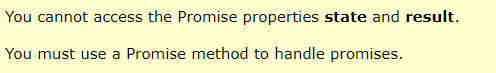 You cannot access the Promise properties state and result.
You must use a Promise method to handle promises.